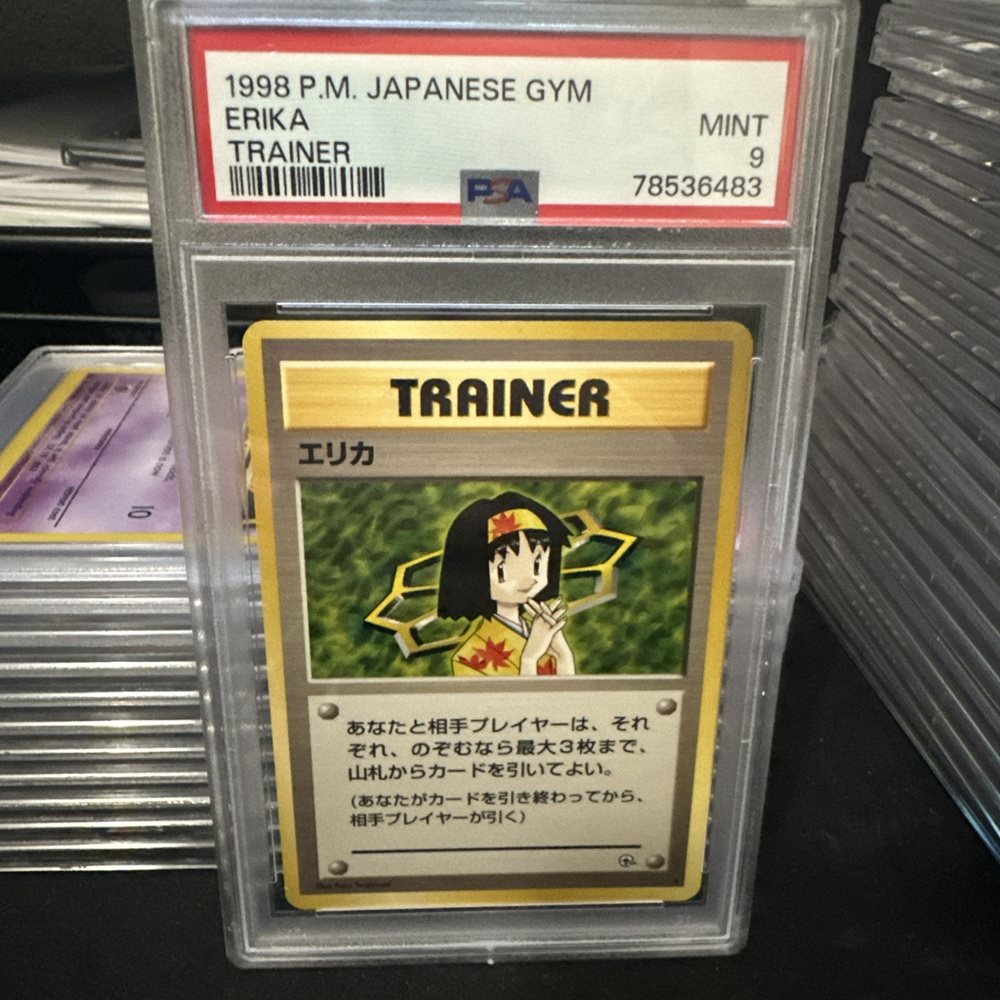 1998 P.M. JAPANESE GYM
ERIKA MINT
TRAINER 9
PSA 78536483
TRAINER
エリカ
あなたと相手プレイヤーは、それ
ぞれ、のぞむなら最大3枚まで、
山札からカードを引いてよい。
(あなたがカードを引き終わってから、
相手プレイヤーが引く)
10